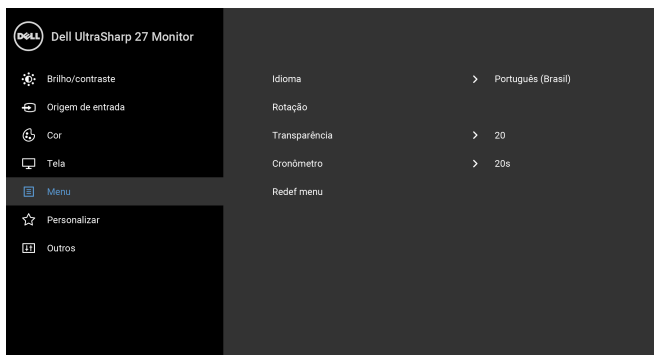 DELL Dell UltraSharp 27 Monitor
Brilho/contraste
Origem de entrada
Cor
Tela
Menu
Personalizar
Outros
Idioma Português (Brasil)
Rotação
Transparência 20
Cronômetro 20s
Redef menu